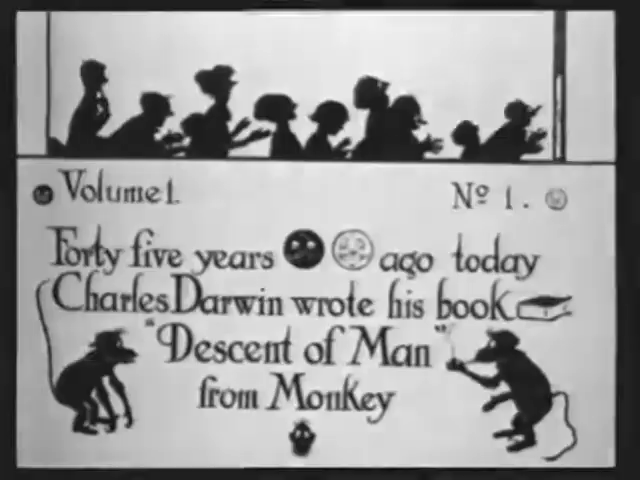 Volume 1. Nº 1.
Forty five years ago today
Charles Darwin wrote his book
"Descent of Man"
from Monkey